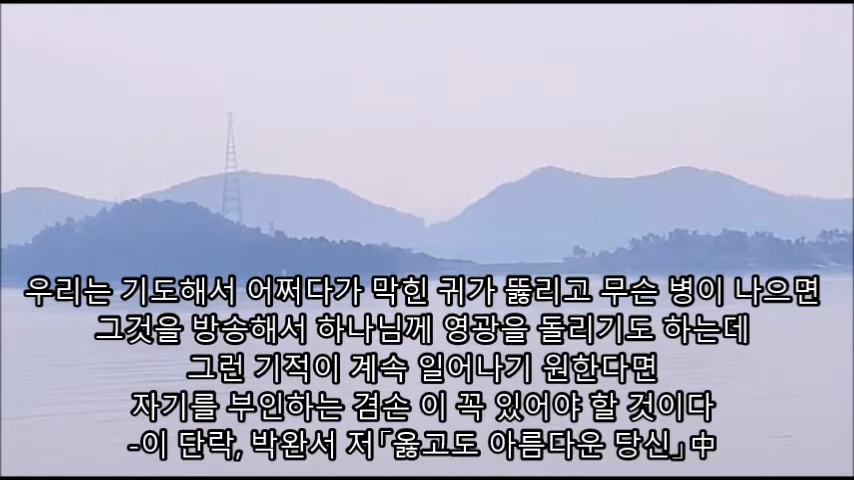 우리는 기도해서 어쩌다가 막힌 귀가 뚫리고 무슨 병이 나으면
그것을 방송해서 하나님께 영광을 돌리기도 하는데
그런 기적이 계속 일어나기 원한다면
자기를 부인하는 겸손 이 꼭 있어야 할 것이다
-이 단락, 박완서 저「옳고도 아름다운 당신」中